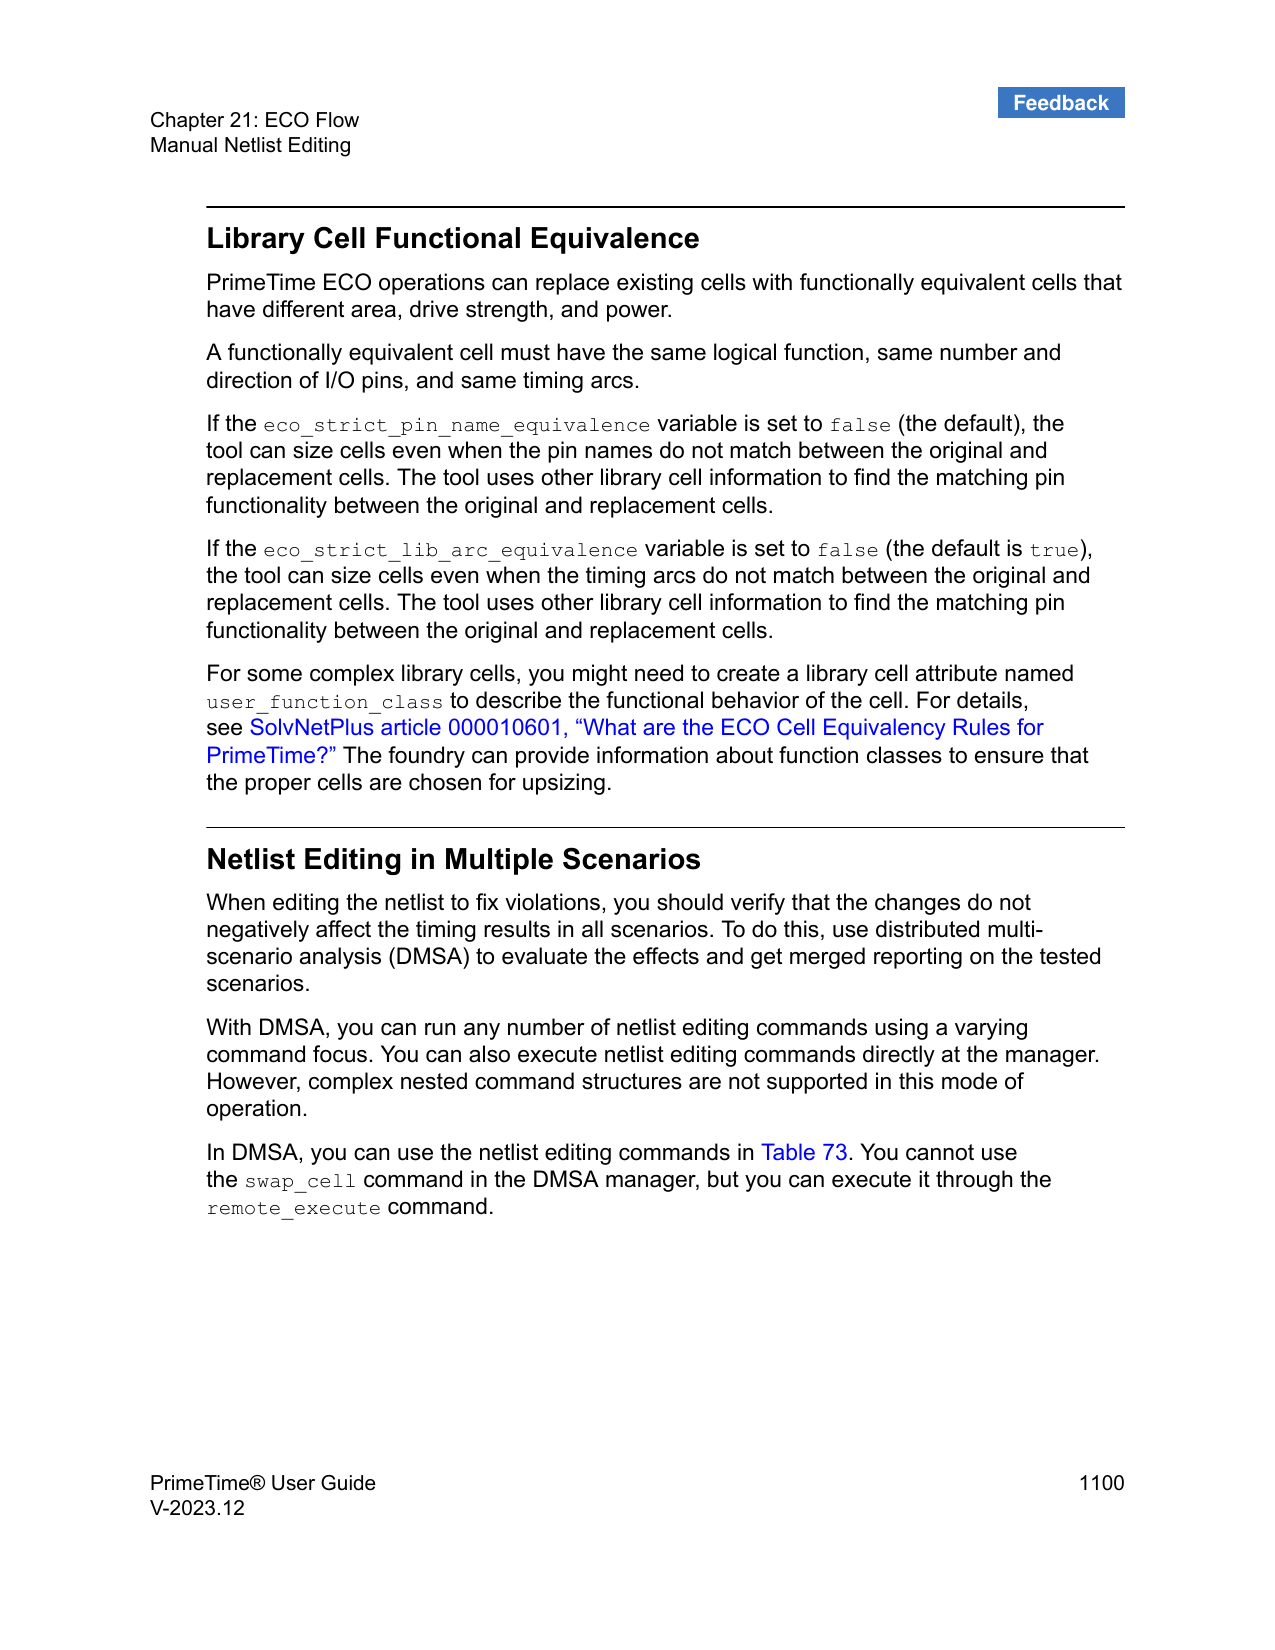 Feedback
Chapter 21: ECO Flow
Manual Netlist Editing
Library Cell Functional Equivalence
PrimeTime ECO operations can replace existing cells with functionally equivalent cells that
have different area, drive strength, and power.
A functionally equivalent cell must have the same logical function, same number and
direction of I/O pins, and same timing arcs.
If the eco_strict_pin_name_equivalence variable is set to false (the default), the
tool can size cells even when the pin names do not match between the original and
replacement cells. The tool uses other library cell information to find the matching pin
functionality between the original and replacement cells.
If the eco_strict_lib_arc_equivalence variable is set to false (the default is true),
the tool can size cells even when the timing arcs do not match between the original and
replacement cells. The tool uses other library cell information to find the matching pin
functionality between the original and replacement cells.
For some complex library cells, you might need to create a library cell attribute named
user_function_class to describe the functional behavior of the cell. For details,
see SolvNetPlus article 000010601, “What are the ECO Cell Equivalency Rules for
PrimeTime?” The foundry can provide information about function classes to ensure that
the proper cells are chosen for upsizing.
Netlist Editing in Multiple Scenarios
When editing the netlist to fix violations, you should verify that the changes do not
negatively affect the timing results in all scenarios. To do this, use distributed multi-
scenario analysis (DMSA) to evaluate the effects and get merged reporting on the tested
scenarios.
With DMSA, you can run any number of netlist editing commands using a varying
command focus. You can also execute netlist editing commands directly at the manager.
However, complex nested command structures are not supported in this mode of
operation.
In DMSA, you can use the netlist editing commands in Table 73. You cannot use
the swap_cell command in the DMSA manager, but you can execute it through the
remote_execute command.
PrimeTime® User Guide 1100
V-2023.12